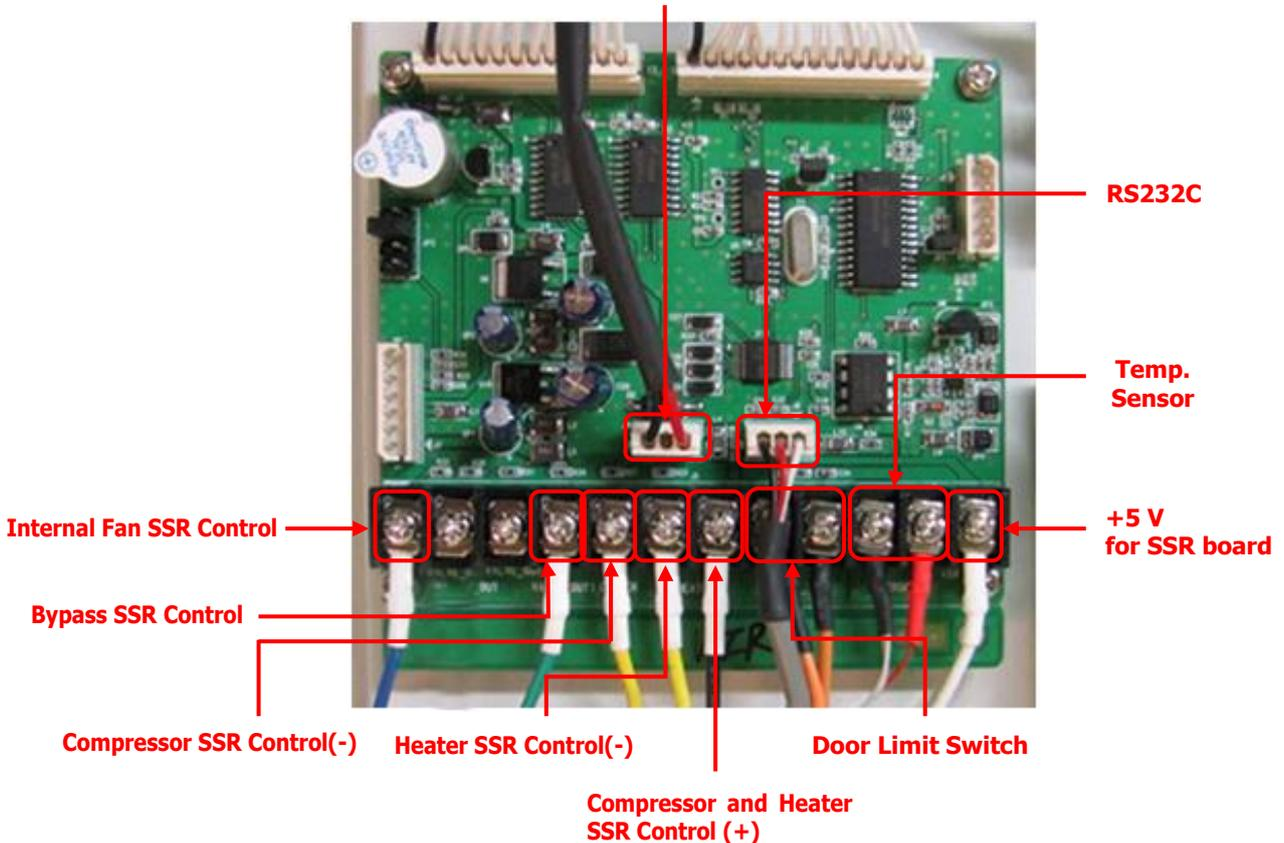 RS232C
Temp.
Sensor
Internal Fan SSR Control
+5 V
for SSR board
Bypass SSR Control
Compressor SSR Control(-)
Heater SSR Control(-)
Door Limit Switch
Compressor and Heater
SSR Control (+)